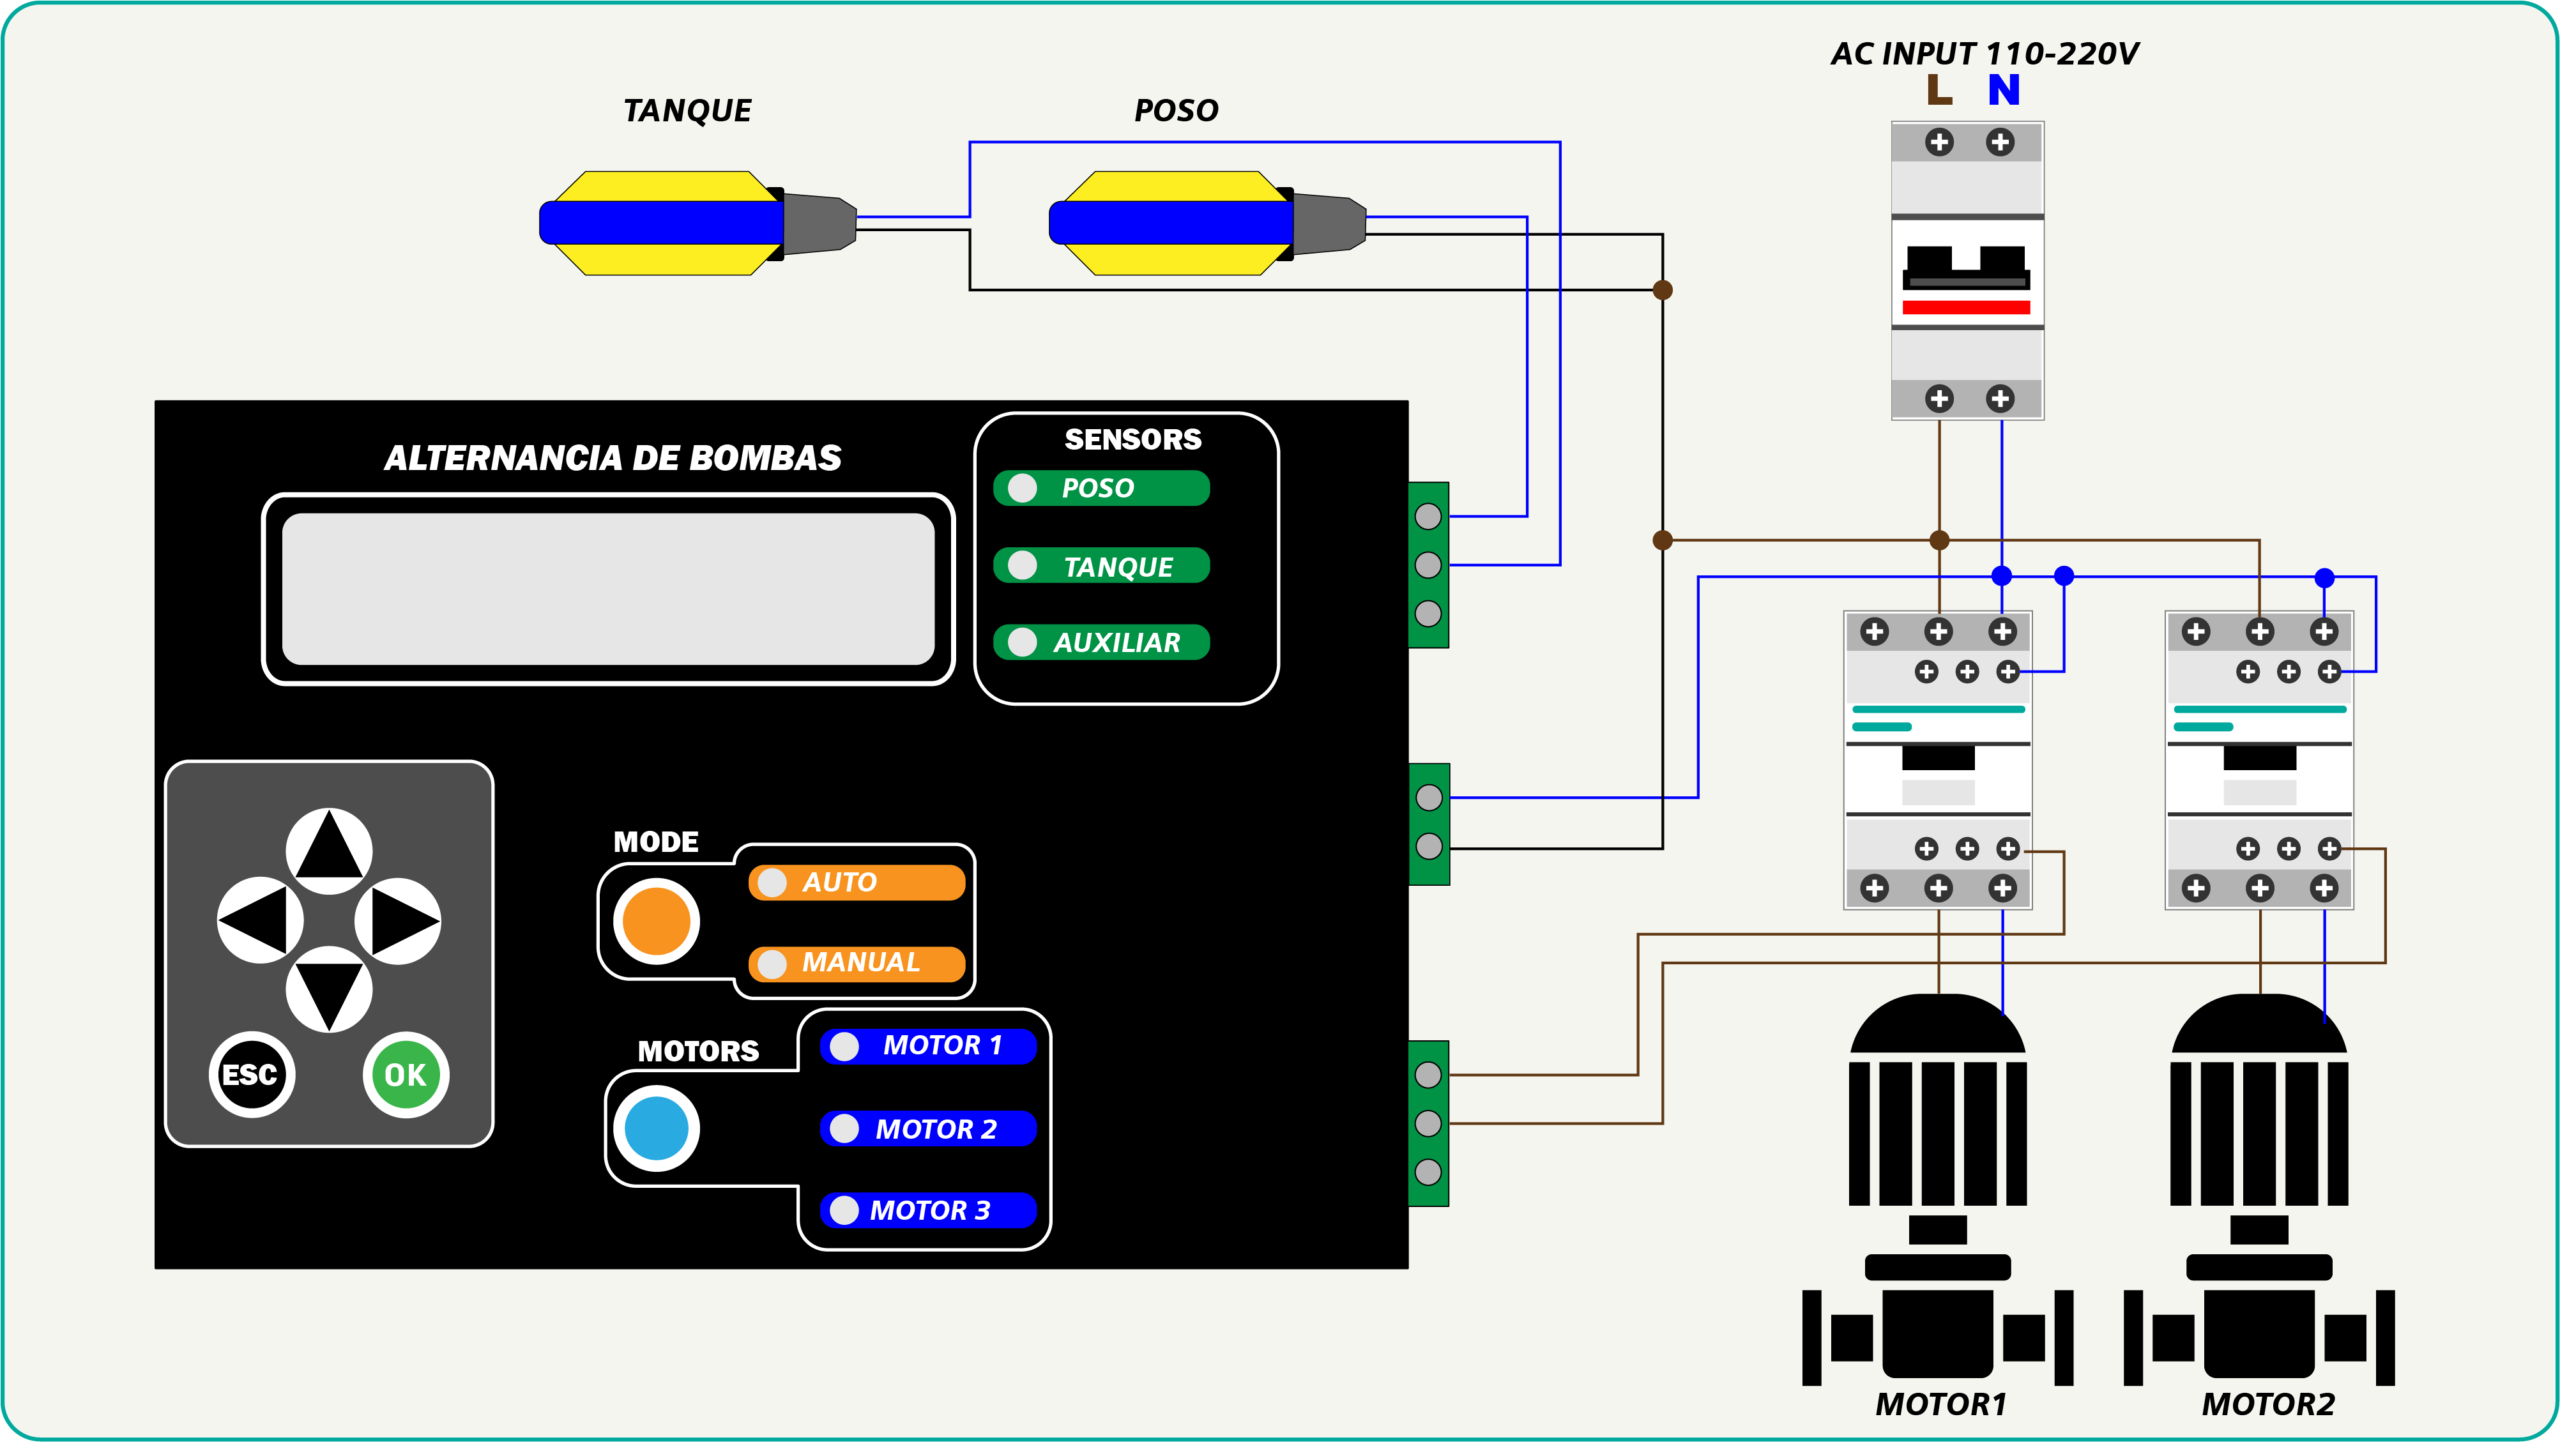 AC INPUT 110-220V
L N
TANQUE
POSO
ALTERNANCIA DE BOMBAS
SENSORS
POSO
TANQUE
AUXILIAR
MODE
AUTO
MANUAL
ESC
OK
MOTORS
MOTOR 1
MOTOR 2
MOTOR 3
MOTOR1
MOTOR2